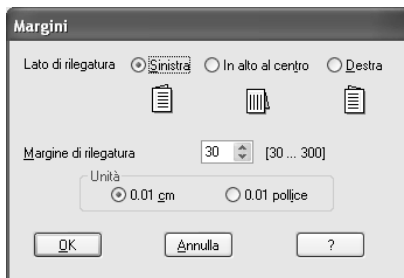 Margini
Lato di rilegatura Sinistra In alto al centro Destra
Margine di rilegatura 30 [30 ... 300]
Unità
0.01 cm 0.01 pollice
OK Annulla ?